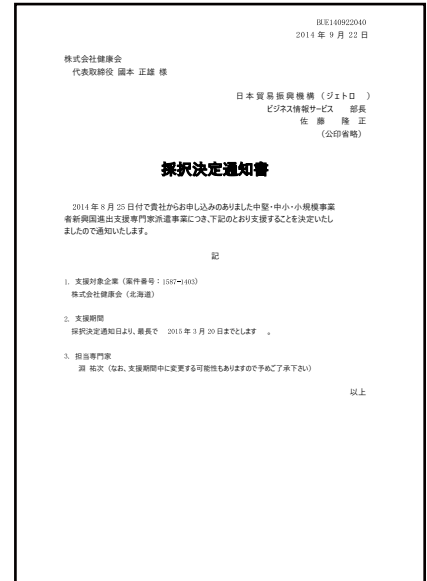 BUE140922040
2014 年 9 月 22 日
株式会社健康会
代表取締役 國本 正雄 様
日本貿易振興機構（ジェトロ ）
ビジネス情報サービス 部長
佐 藤 隆 正
（公印省略）
採択決定通知書
2014 年 8 月 25 日付で貴社からお申し込みのありました中堅・中小・小規模事業
者新興国進出支援専門家派遣事業につき、下記のとおり支援することを決定いたし
ましたので通知いたします。
記
1. 支援対象企業（案件番号：1587-1403）
株式会社健康会（北海道）
2. 支援期間
採択決定通知日より、最長で 2015 年 3 月 20 日までとします 。
3. 担当専門家
淵 祐次（なお、支援期間中に変更する可能性もありますので予めご了承下さい）
以上